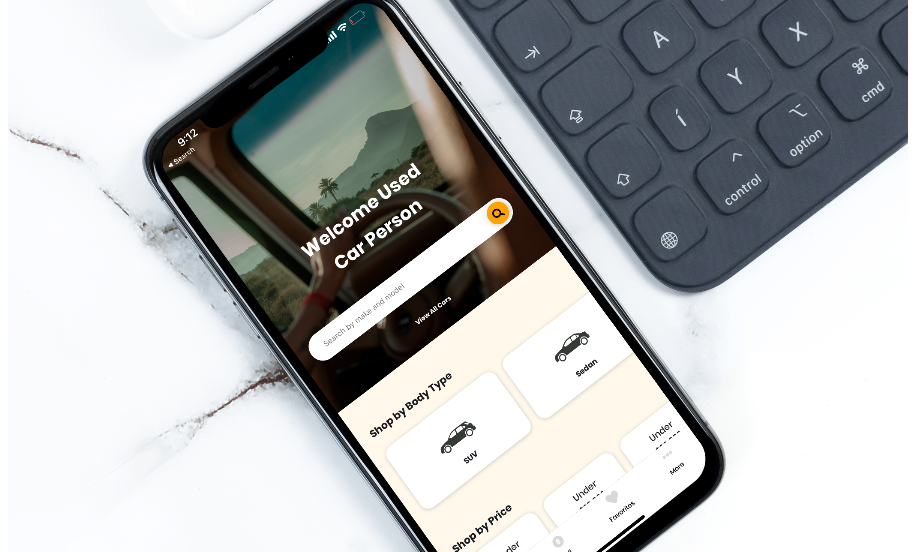 9:12
◂ Search
Welcome Used
Car Person
Search by make and model
View All Cars
Shop by Body Type
SUV
Sedan
Shop by Price
Under
Under
Favorites
More
A
X
Y
Í
cmd
option
control